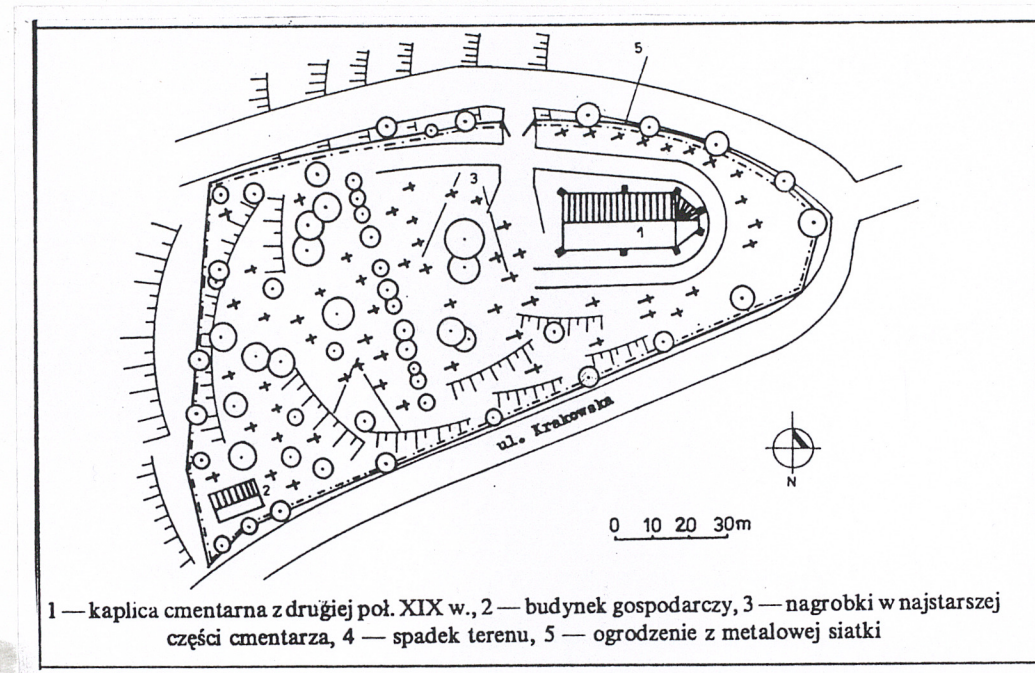 5
3
1
2
ul. Krakowska
N
0 10 20 30m
1 — kaplica cmentarna z drugiej poł. XIX w., 2 — budynek gospodarczy, 3 — nagrobki w najstarszej
części cmentarza, 4 — spadek terenu, 5 — ogrodzenie z metalowej siatki